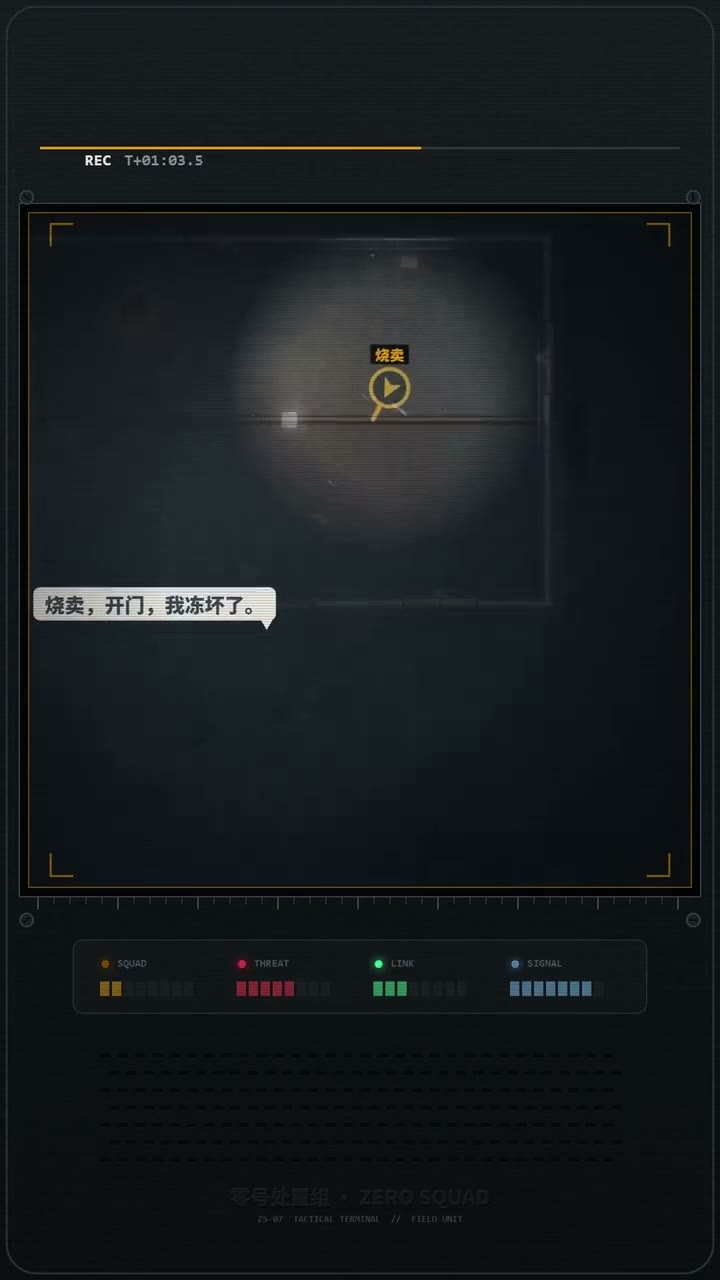 REC T+01:03.5
烧卖
烧卖，开门，我冻坏了。
SQUAD THREAT LINK SIGNAL
零号处置组 · ZERO SQUAD
ZS-07 TACTICAL TERMINAL // FIELD UNIT